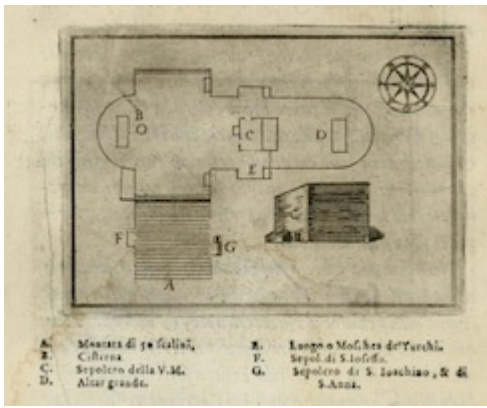 B
O
C
D
E
F
G
A
A. Montata di 50 scalini.
B. Cisterna
C. Sepolcro della V.M.
D. Altar grande.
E. Luogo o Moschea de'Turchi.
F. Sepol. di S. Iosesso.
G. Sepolcro di S. Ioachino, & di
S. Anna.